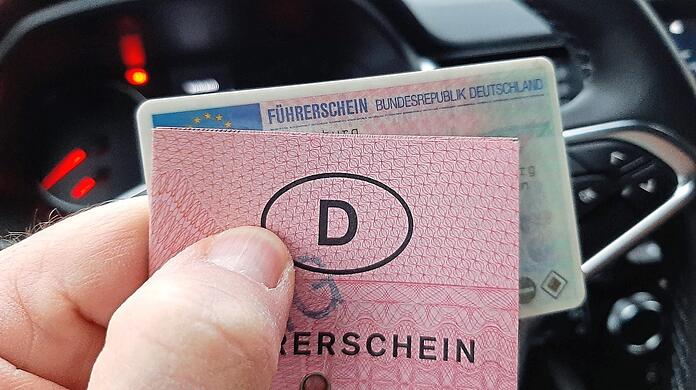 FÜHRERSCHEIN BUNDESREPUBLIK DEUTSCHLAND
D
RERSCHEIN